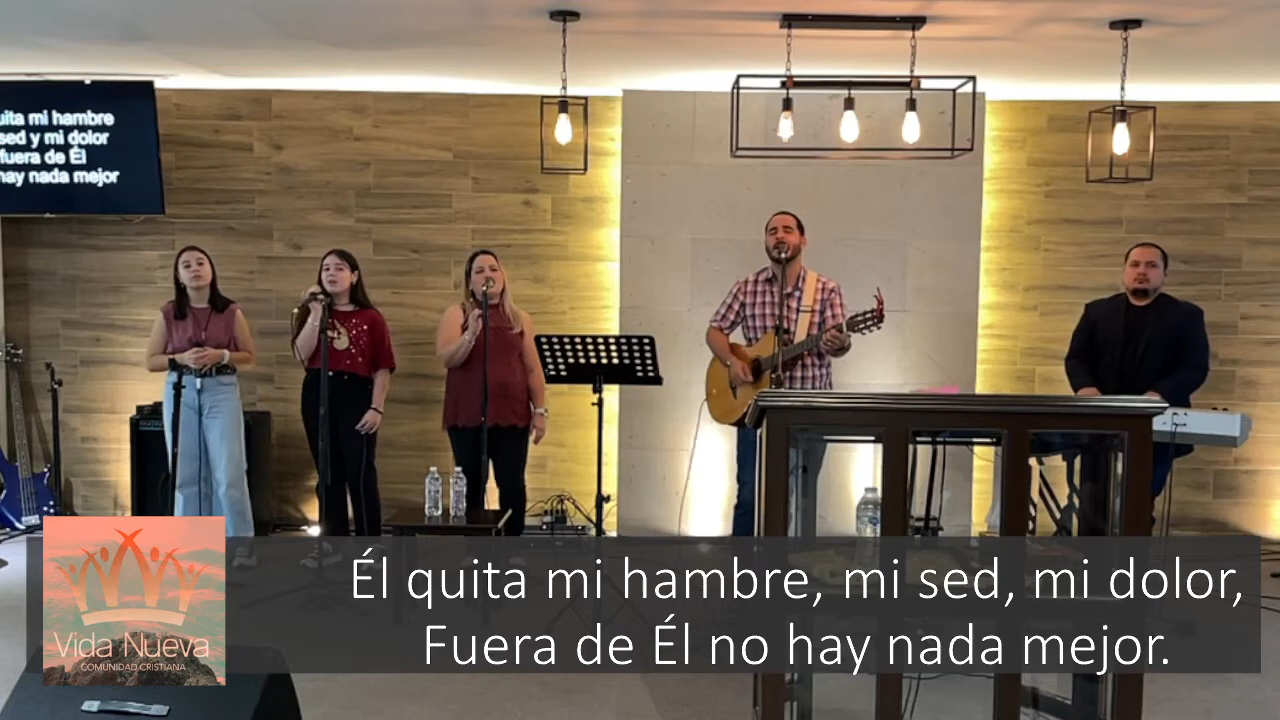 uita mi hambre
sed y mi dolor
fuera de Él
hay nada mejor
Él quita mi hambre, mi sed, mi dolor,
Fuera de Él no hay nada mejor.
Vida Nueva
COMUNIDAD CRISTIANA